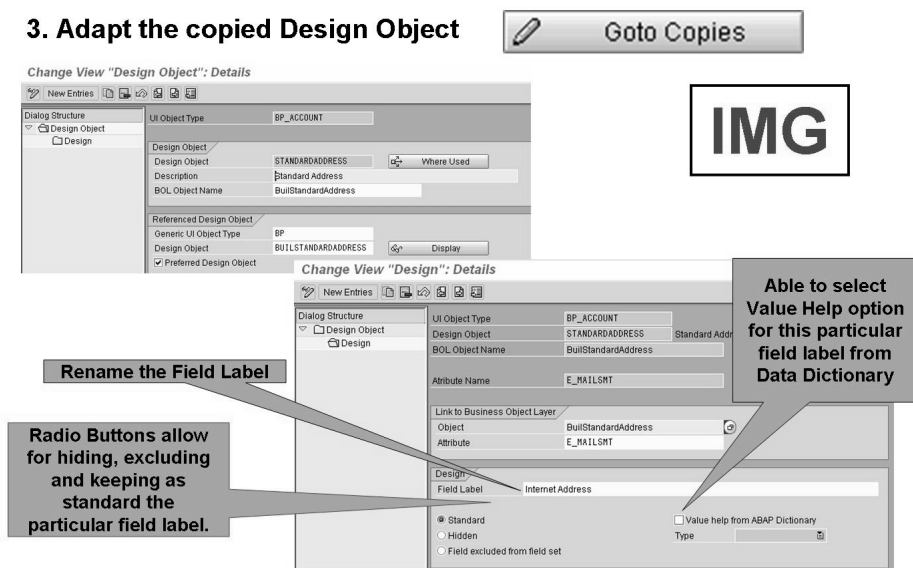 3. Adapt the copied Design Object
Goto Copies
IMG
Change View "Design Object": Details
New Entries
Dialog Structure
Design Object
Design
UI Object Type BP_ACCOUNT
Design Object
Design Object STANDARDADDRESS Where Used
Description Standard Address
BOL Object Name BuilStandardAddress
Referenced Design Object
Generic UI Object Type BP
Design Object BUILSTANDARDADDRESS Display
Preferred Design Object
Change View "Design": Details
New Entries
Dialog Structure
Design Object
Design
UI Object Type BP_ACCOUNT
Design Object STANDARDADDRESS Standard Addr
BOL Object Name BuilStandardAddress
Atribute Name E_MAILSMT
Link to Business Object Layer
Object BuilStandardAddress
Attribute E_MAILSMT
Design
Field Label Internet Address
Standard
Hidden
Field excluded from field set
Value help from ABAP Dictionary
Type
Able to select
Value Help option
for this particular
field label from
Data Dictionary
Rename the Field Label
Radio Buttons allow
for hiding, excluding
and keeping as
standard the
particular field label.